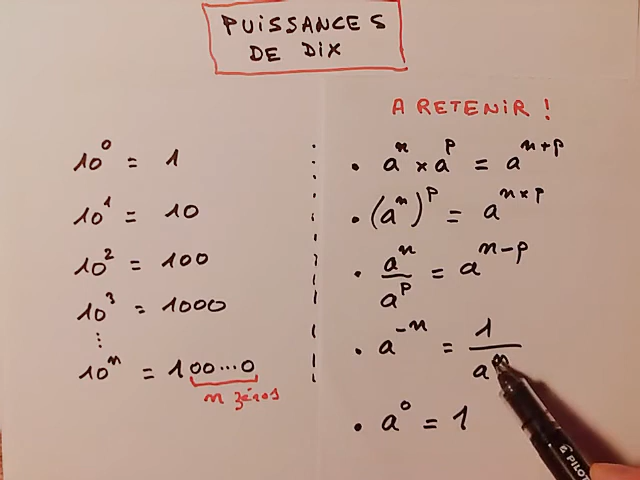 PUISSANCES
DE DIX
10⁰ = 1
10¹ = 10
10² = 100
10³ = 1000
⋮
10ⁿ = 100...0
n zéros
A RETENIR !
• aⁿ × aᵖ = aⁿ⁺ᵖ
• (aⁿ)ᵖ = aⁿˣᵖ
• aⁿ/aᵖ = aⁿ⁻ᵖ
• a⁻ⁿ = 1/aⁿ
• a⁰ = 1
PILOT